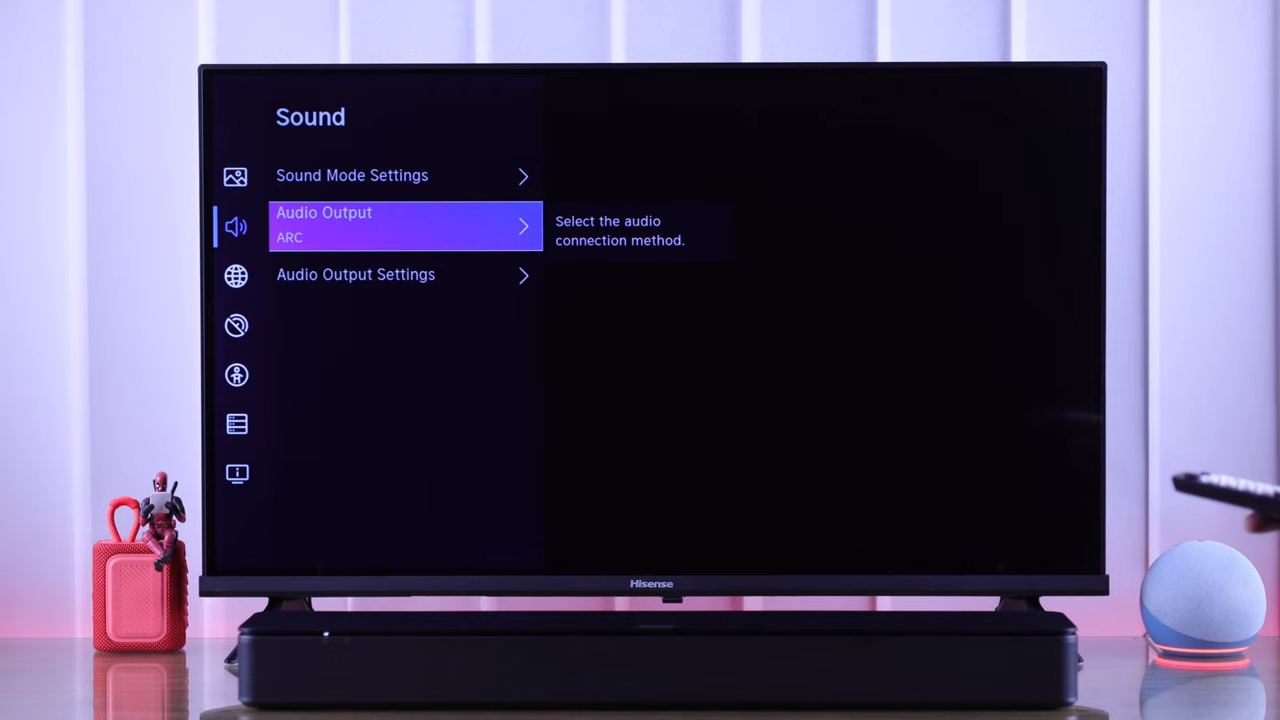 Sound
Sound Mode Settings
Audio Output
ARC
Select the audio
connection method.
Audio Output Settings
Hisense